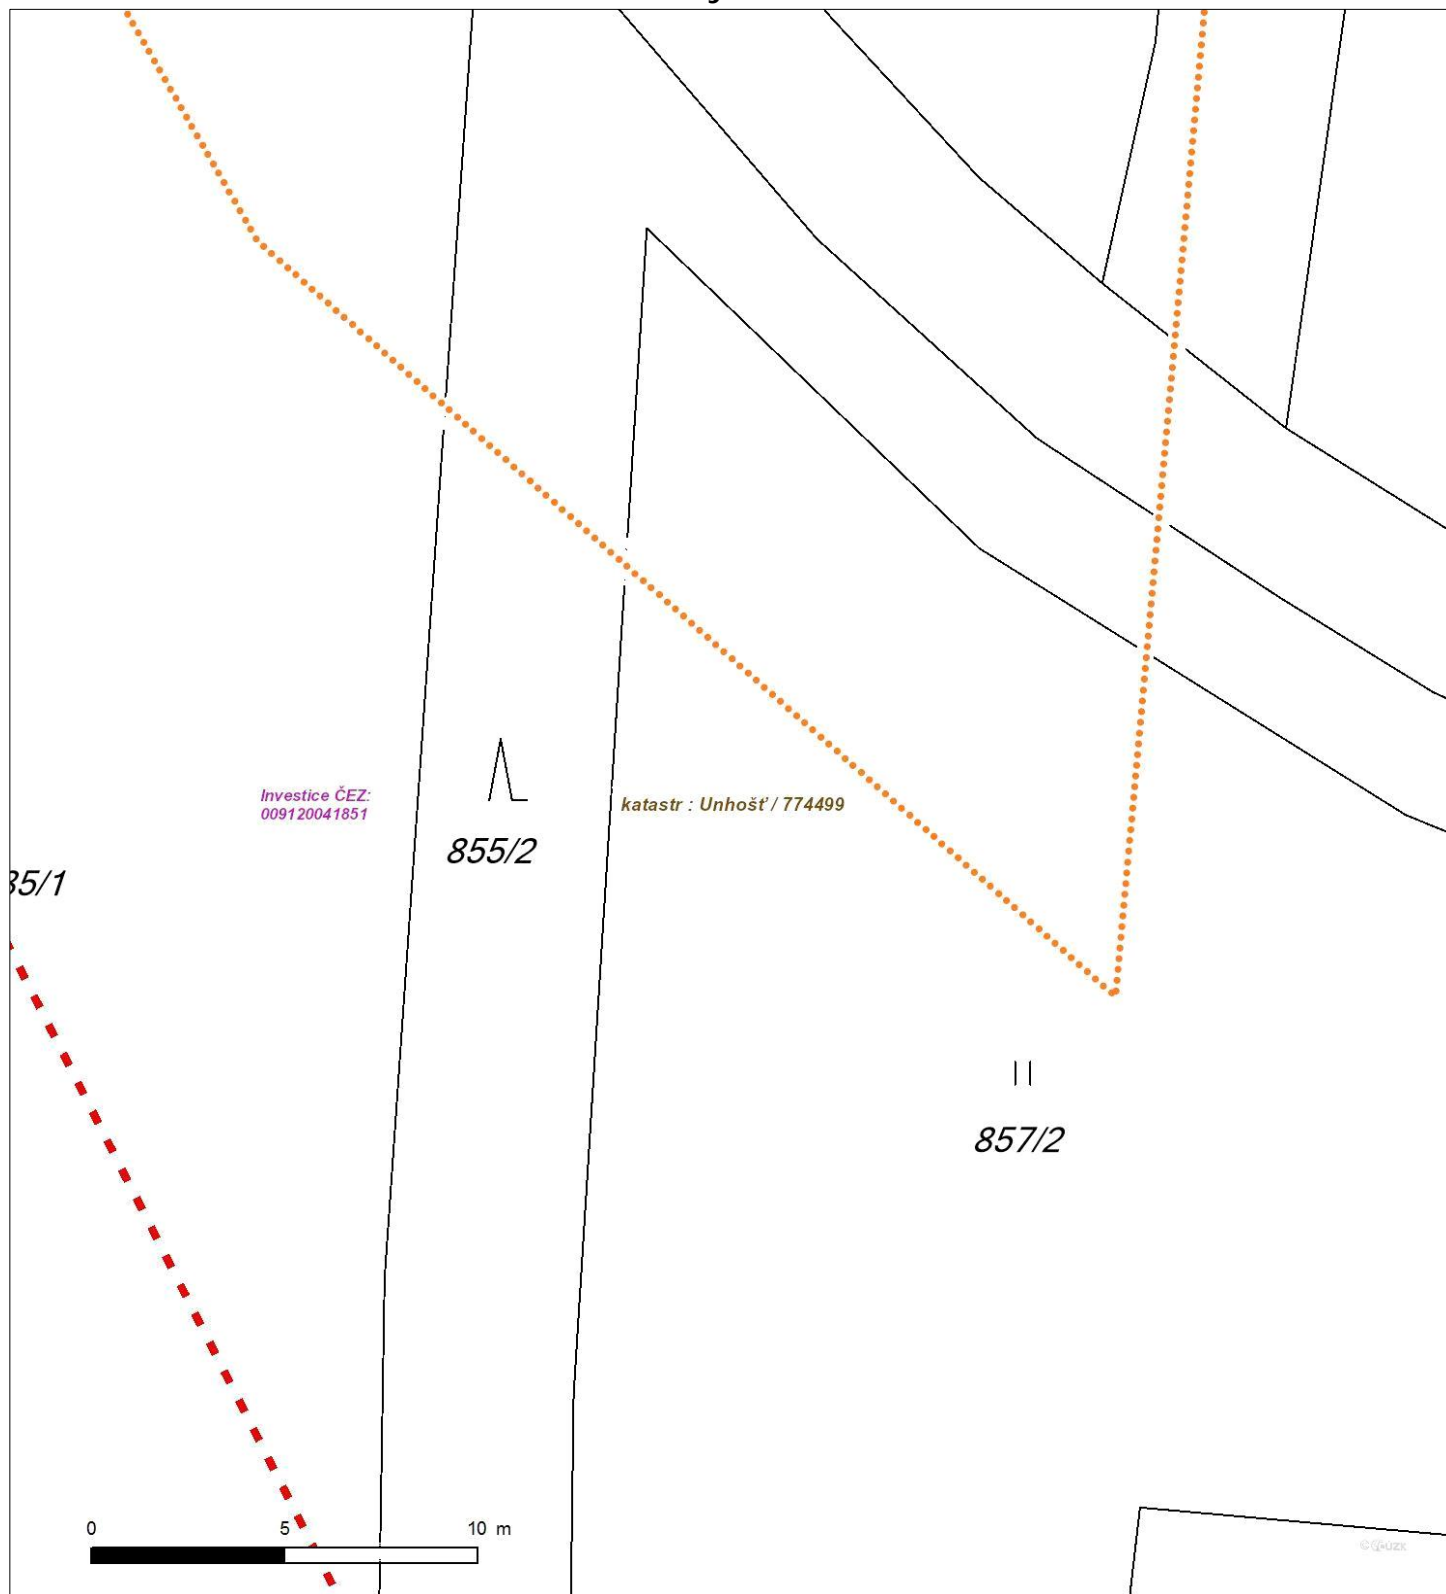 Investice ČEZ:
009120041851
katastr : Unhošť / 774499
855/2
35/1
857/2
0 5 10 m